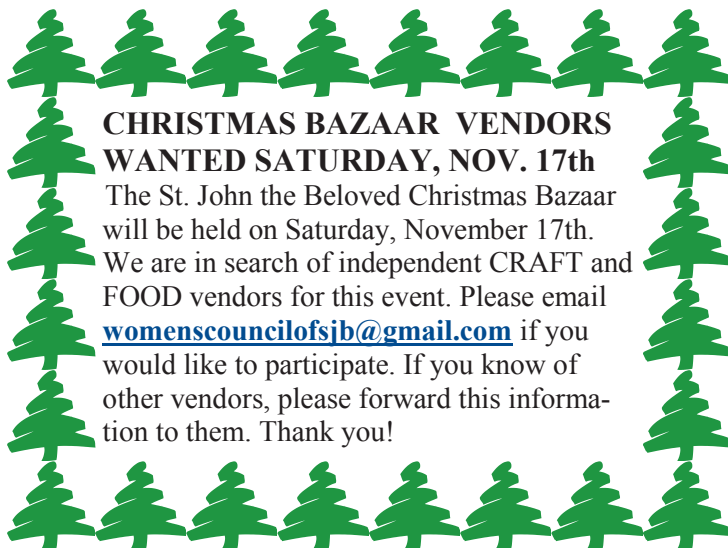 CHRISTMAS BAZAAR VENDORS
WANTED SATURDAY, NOV. 17th
The St. John the Beloved Christmas Bazaar
will be held on Saturday, November 17th.
We are in search of independent CRAFT and
FOOD vendors for this event. Please email
womenscouncilofsjb@gmail.com if you
would like to participate. If you know of
other vendors, please forward this informa-
tion to them. Thank you!